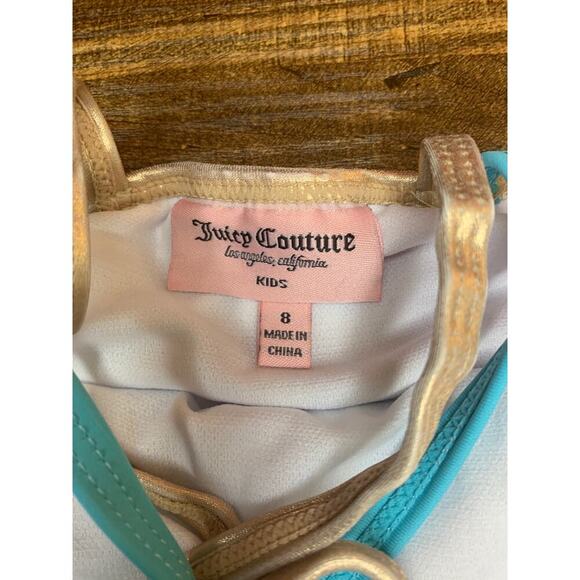 Juicy Couture
los angeles, california
KIDS
8
MADE IN
CHINA